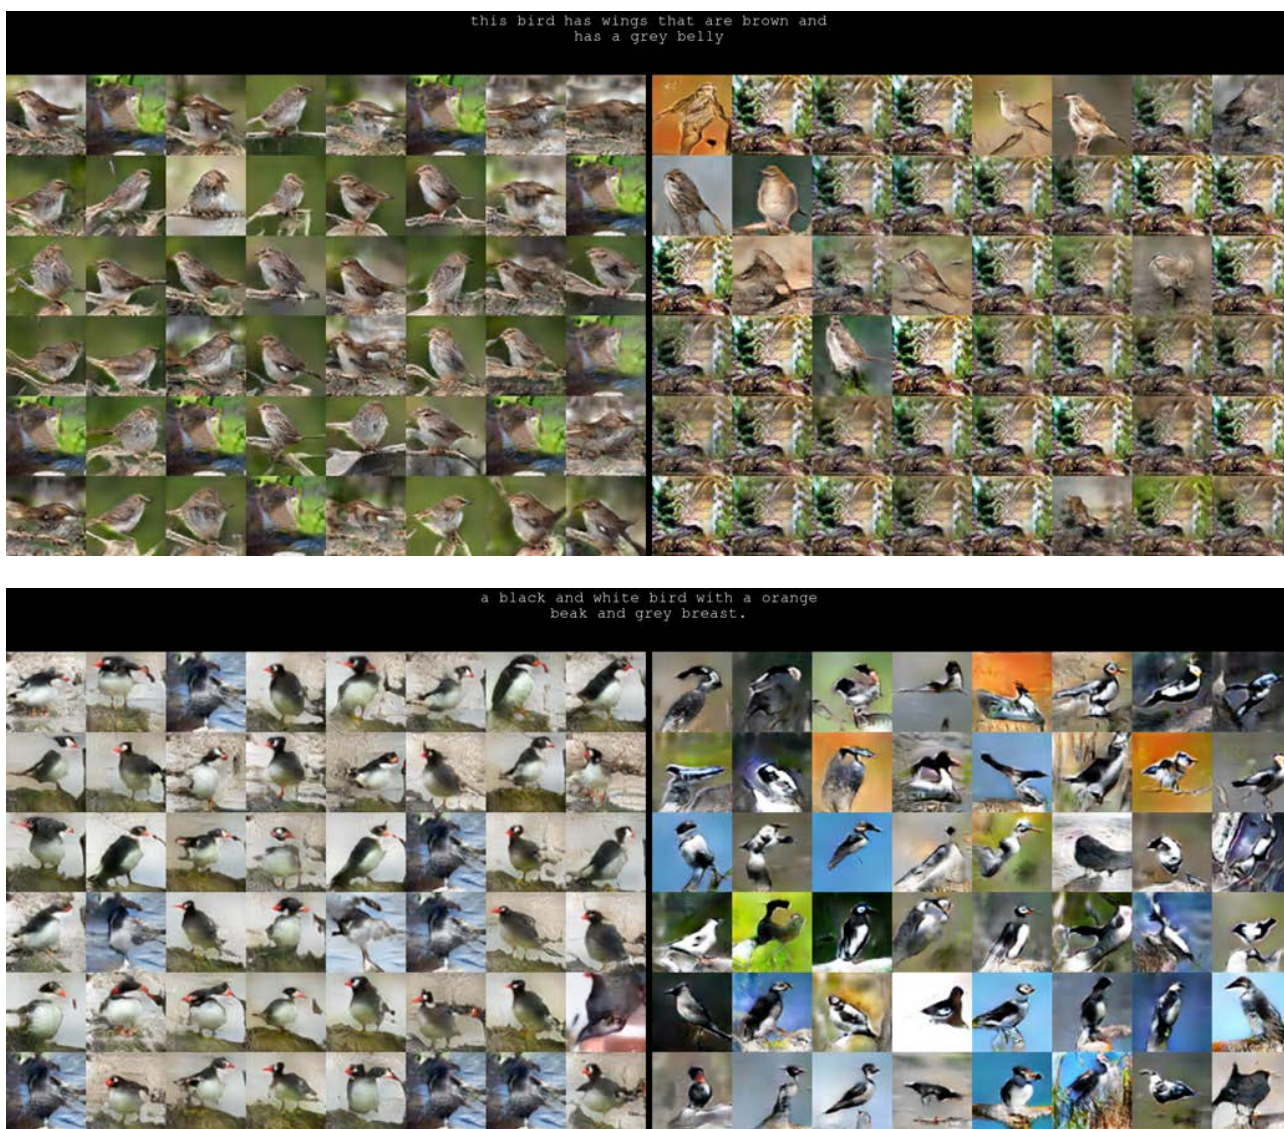 this bird has wings that are brown and
has a grey belly
a black and white bird with a orange
beak and grey breast.